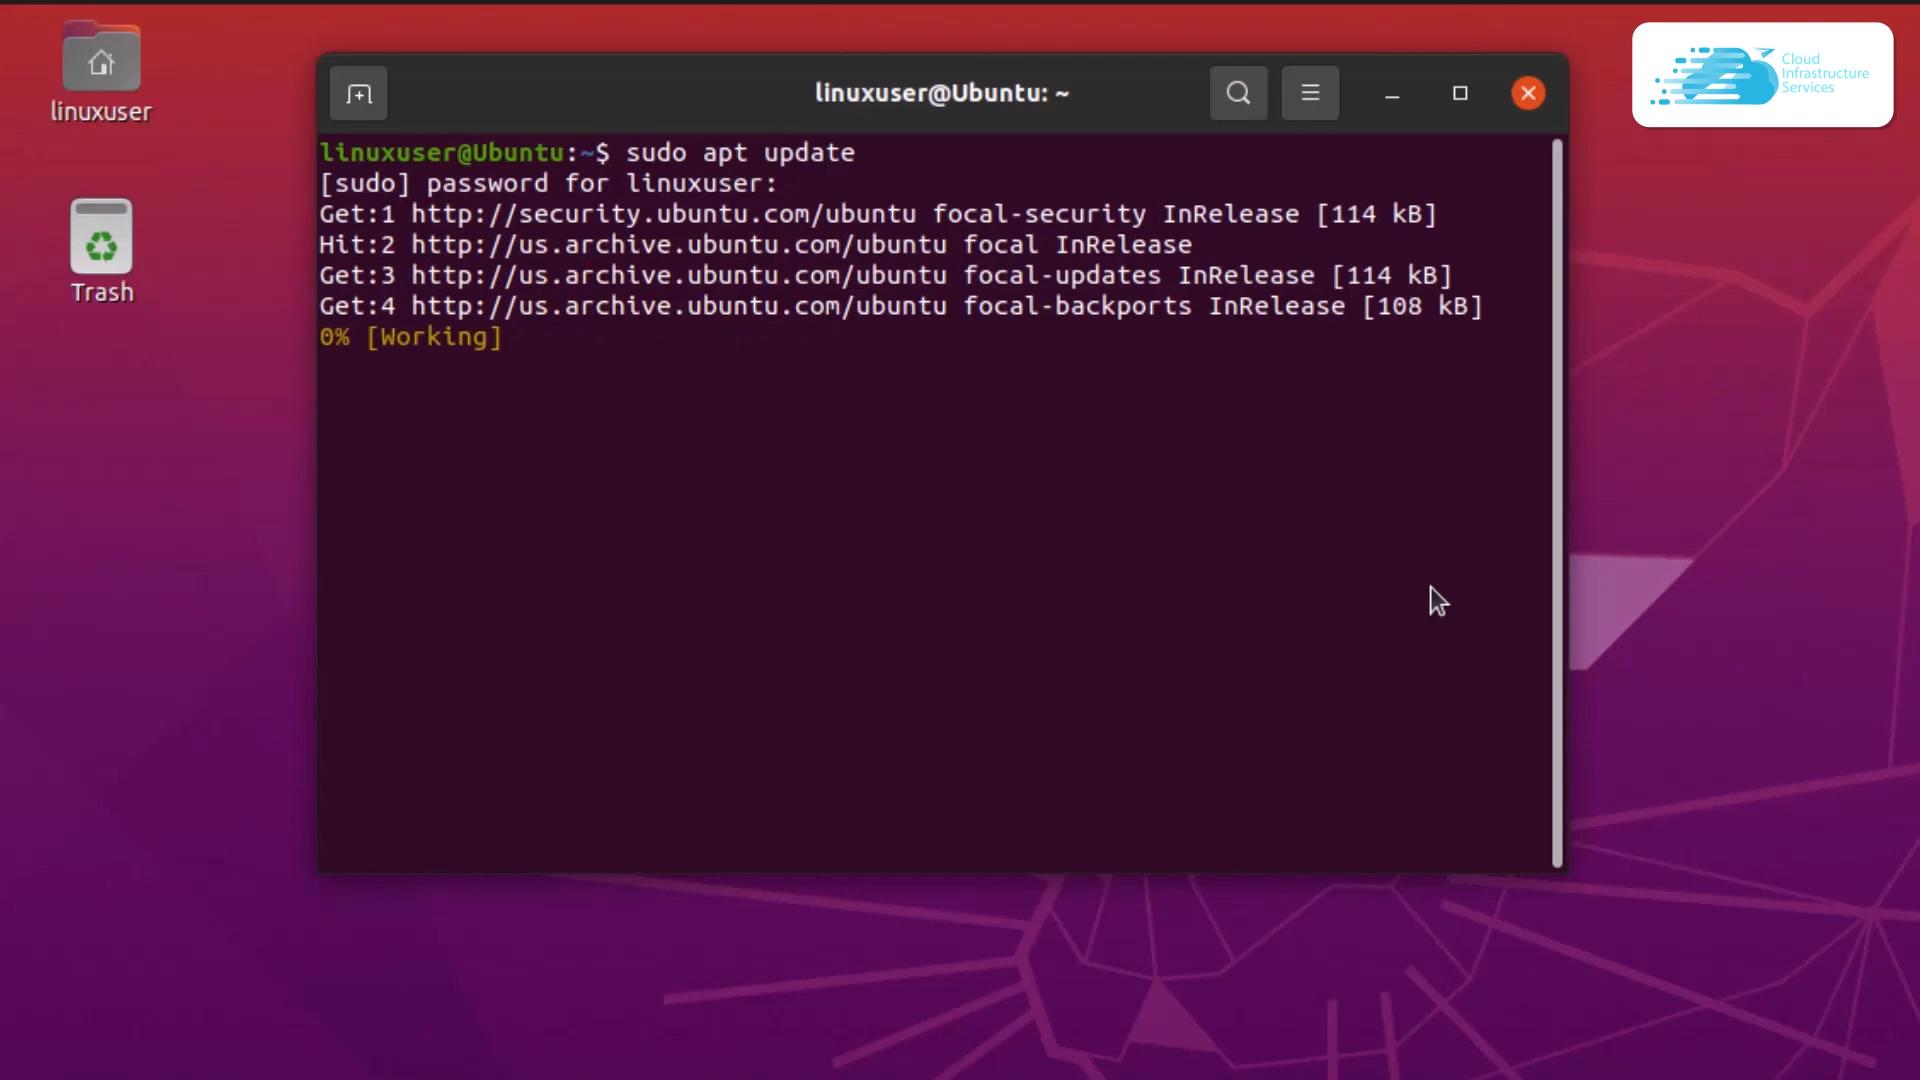 linuxuser
Trash
linuxuser@Ubuntu: ~
linuxuser@Ubuntu:~$ sudo apt update
[sudo] password for linuxuser:
Get:1 http://security.ubuntu.com/ubuntu focal-security InRelease [114 kB]
Hit:2 http://us.archive.ubuntu.com/ubuntu focal InRelease
Get:3 http://us.archive.ubuntu.com/ubuntu focal-updates InRelease [114 kB]
Get:4 http://us.archive.ubuntu.com/ubuntu focal-backports InRelease [108 kB]
0% [Working]
Cloud
Infrastructure
Services